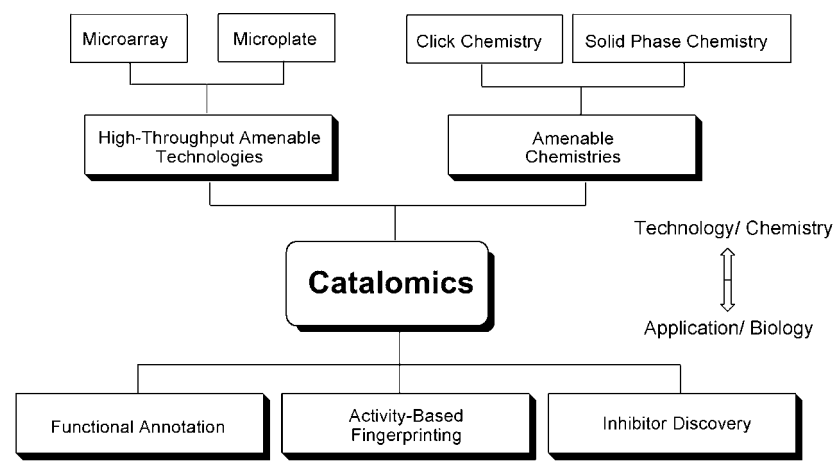 Microarray
Microplate
Click Chemistry
Solid Phase Chemistry
High-Throughput Amenable
Technologies
Amenable
Chemistries
Catalomics
Technology/ Chemistry
Application/ Biology
Functional Annotation
Activity-Based
Fingerprinting
Inhibitor Discovery